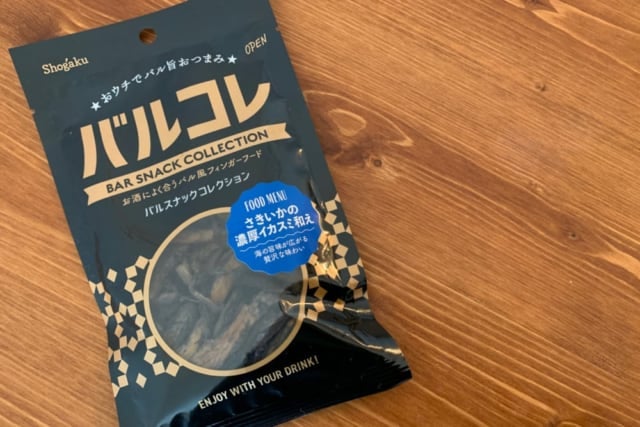 Shogaku
OPEN
★おウチでバル旨おつまみ★
バルコレ
BAR SNACK COLLECTION
お酒によく合うバル風フィンガーフード
バルスナックコレクション
FOOD MENU
さきいかの
濃厚イカスミ和え
海の旨味が広がる
贅沢な味わい
ENJOY WITH YOUR DRINK!